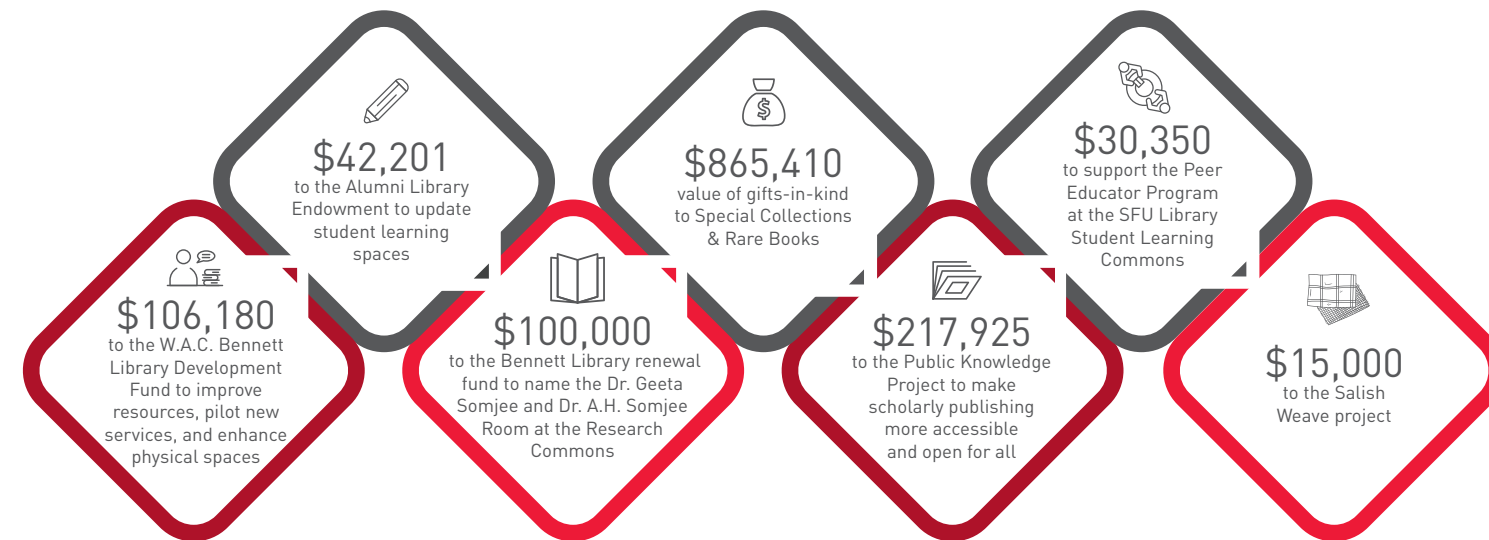 $106,180
to the W.A.C. Bennett
Library Development
Fund to improve
resources, pilot new
services, and enhance
physical spaces
$42,201
to the Alumni Library
Endowment to update
student learning
spaces
$100,000
to the Bennett Library renewal
fund to name the Dr. Geeta
Somjee and Dr. A.H. Somjee
Room at the Research
Commons
$
$865,410
value of gifts-in-kind
to Special Collections
& Rare Books
$217,925
to the Public Knowledge
Project to make
scholarly publishing
more accessible
and open for all
$30,350
to support the Peer
Educator Program
at the SFU Library
Student Learning
Commons
$15,000
to the Salish
Weave project